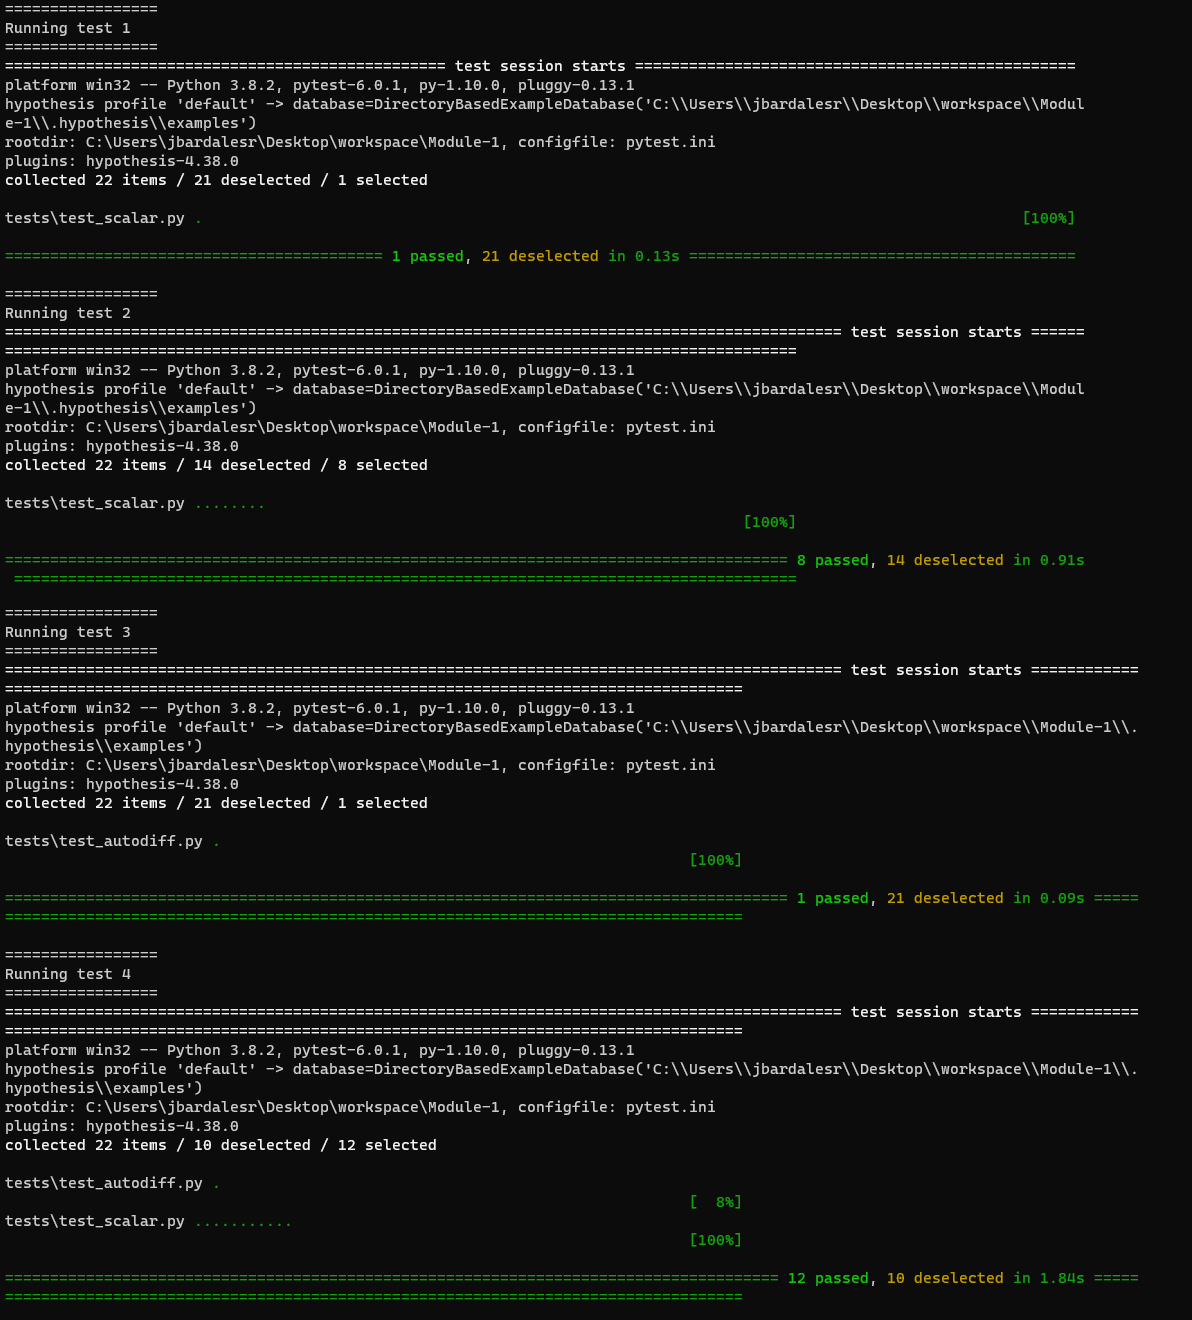 =================
Running test 1
=================
================================================= test session starts =================================================
platform win32 -- Python 3.8.2, pytest-6.0.1, py-1.10.0, pluggy-0.13.1
hypothesis profile 'default' -> database=DirectoryBasedExampleDatabase('C:\\Users\\jbardalesr\\Desktop\\workspace\\Modul
e-1\\.hypothesis\\examples')
rootdir: C:\Users\jbardalesr\Desktop\workspace\Module-1, configfile: pytest.ini
plugins: hypothesis-4.38.0
collected 22 items / 21 deselected / 1 selected
tests\test_scalar.py . [100%]
========================================== 1 passed, 21 deselected in 0.13s ===========================================
=================
Running test 2
============================================================================================= test session starts ======
========================================================================================
platform win32 -- Python 3.8.2, pytest-6.0.1, py-1.10.0, pluggy-0.13.1
hypothesis profile 'default' -> database=DirectoryBasedExampleDatabase('C:\\Users\\jbardalesr\\Desktop\\workspace\\Modul
e-1\\.hypothesis\\examples')
rootdir: C:\Users\jbardalesr\Desktop\workspace\Module-1, configfile: pytest.ini
plugins: hypothesis-4.38.0
collected 22 items / 14 deselected / 8 selected
tests\test_scalar.py ........
[100%]
======================================================================================= 8 passed, 14 deselected in 0.91s
=======================================================================================
=================
Running test 3
=================
============================================================================================= test session starts ============
==================================================================================
platform win32 -- Python 3.8.2, pytest-6.0.1, py-1.10.0, pluggy-0.13.1
hypothesis profile 'default' -> database=DirectoryBasedExampleDatabase('C:\\Users\\jbardalesr\\Desktop\\workspace\\Module-1\\.
hypothesis\\examples')
rootdir: C:\Users\jbardalesr\Desktop\workspace\Module-1, configfile: pytest.ini
plugins: hypothesis-4.38.0
collected 22 items / 21 deselected / 1 selected
tests\test_autodiff.py .
[100%]
======================================================================================= 1 passed, 21 deselected in 0.09s =====
==================================================================================
=================
Running test 4
=================
============================================================================================= test session starts ============
==================================================================================
platform win32 -- Python 3.8.2, pytest-6.0.1, py-1.10.0, pluggy-0.13.1
hypothesis profile 'default' -> database=DirectoryBasedExampleDatabase('C:\\Users\\jbardalesr\\Desktop\\workspace\\Module-1\\.
hypothesis\\examples')
rootdir: C:\Users\jbardalesr\Desktop\workspace\Module-1, configfile: pytest.ini
plugins: hypothesis-4.38.0
collected 22 items / 10 deselected / 12 selected
tests\test_autodiff.py .
[  8%]
tests\test_scalar.py ...........
[100%]
====================================================================================== 12 passed, 10 deselected in 1.84s =====
==================================================================================